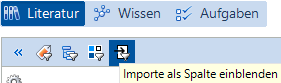 Literatur Wissen Aufgaben
Importe als Spalte einblenden